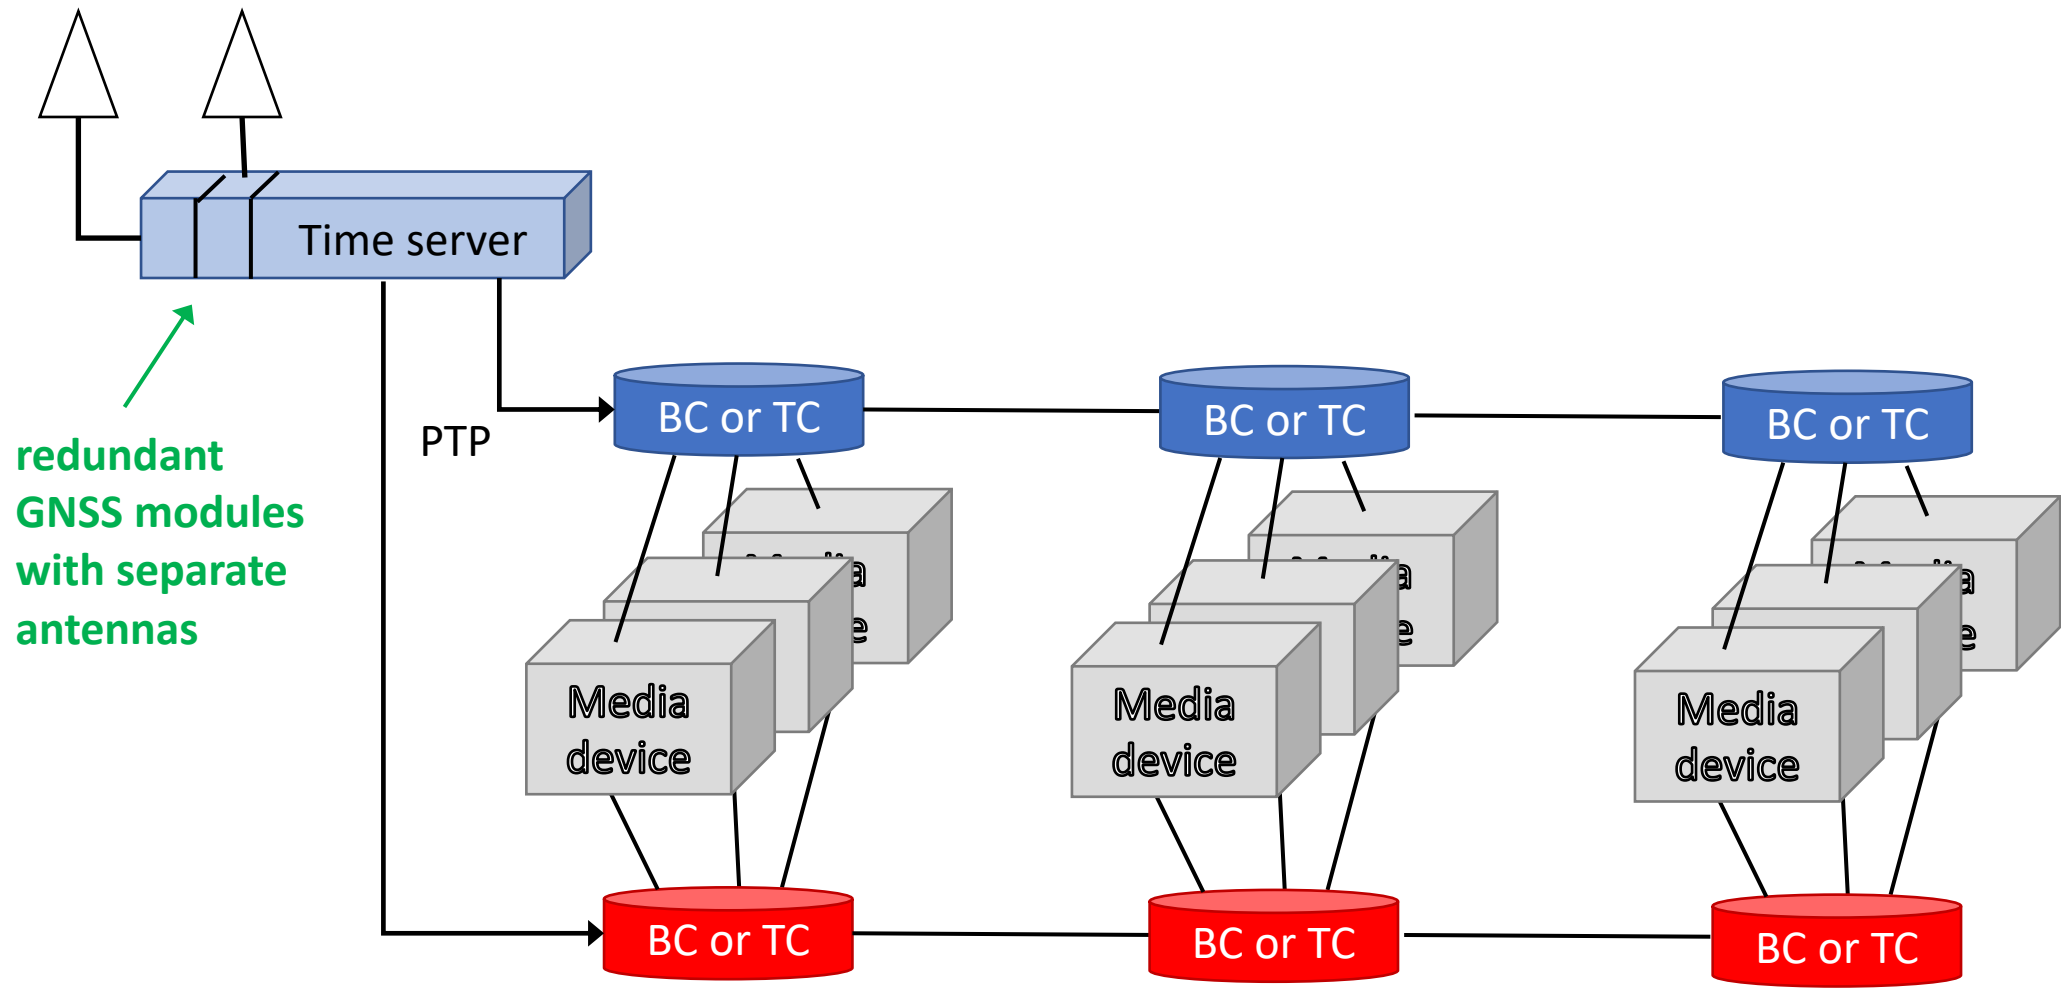 Time server
PTP
redundant
GNSS modules
with separate
antennas
BC or TC
BC or TC
BC or TC
Media
device
Media
device
Media
device
BC or TC
BC or TC
BC or TC